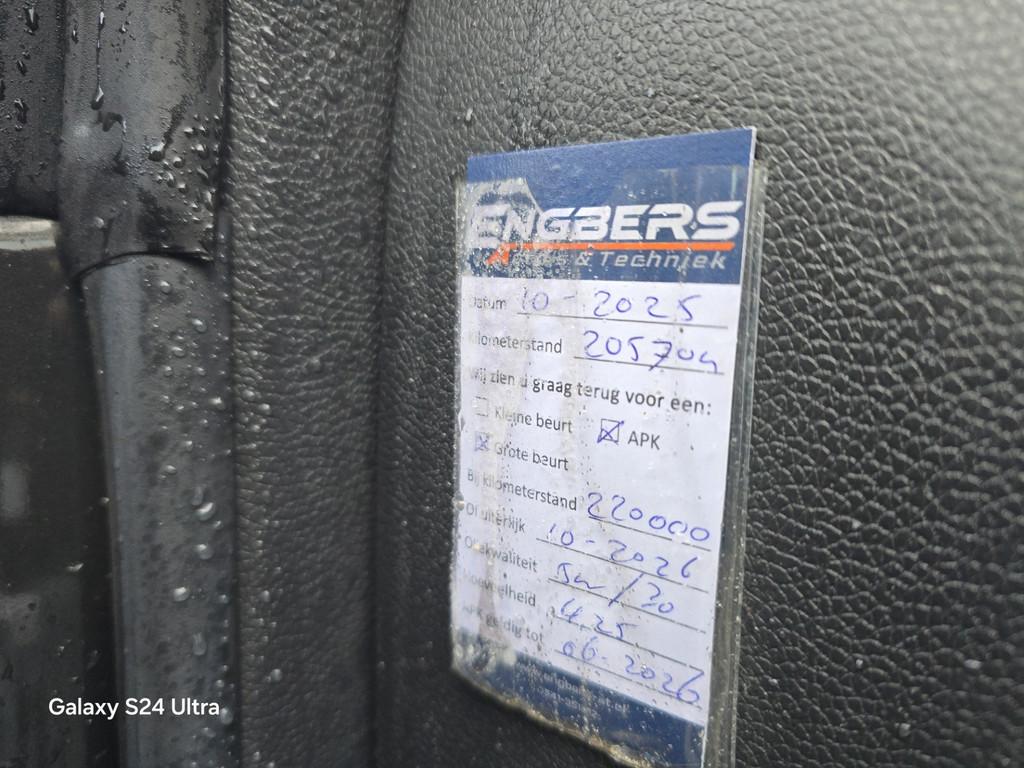 ENGBERS
& Techniek
Datum 10 - 2025
Kilometerstand 205704
Wij zien u graag terug voor een:
Kleine beurt APK
Grote beurt
Bij kilometerstand 220000
Of uiterlijk 10-2026
Oliekwaliteit 5w/30
Hoeveelheid 4.25
APK geldig tot 06-2026
Galaxy S24 Ultra